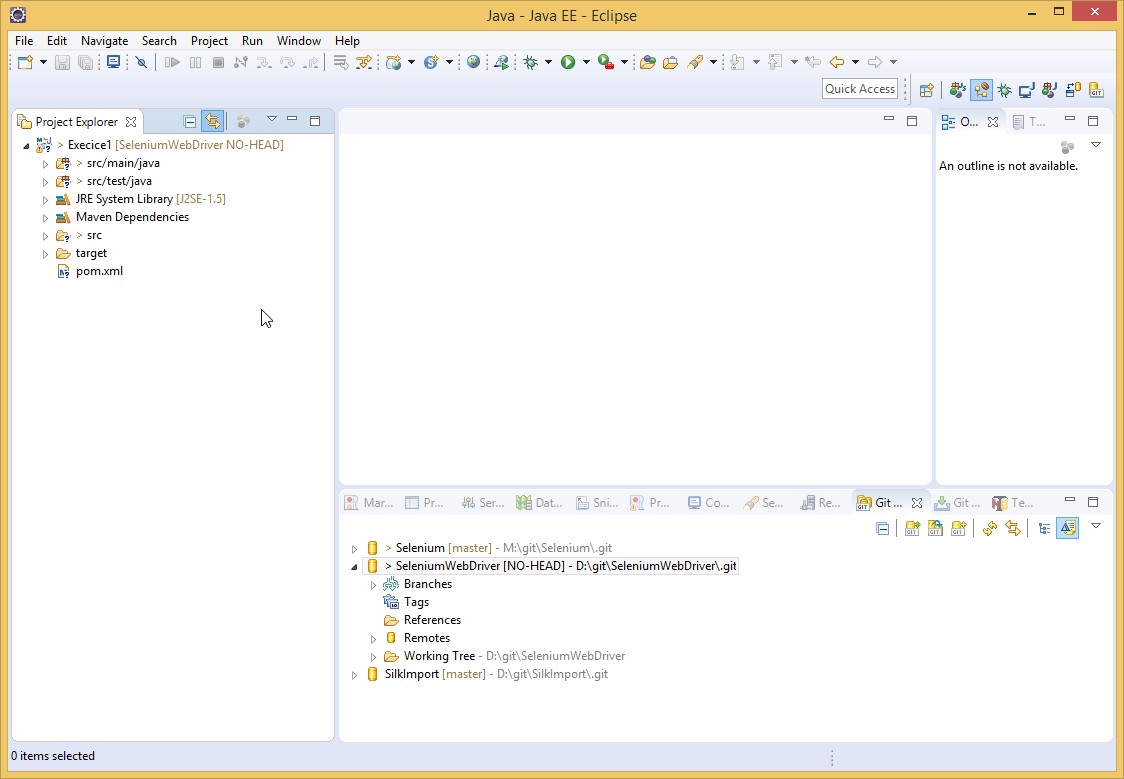 Java - Java EE - Eclipse
File Edit Navigate Search Project Run Window Help
Quick Access
Project Explorer
> Execice1 [SeleniumWebDriver NO-HEAD]
> src/main/java
> src/test/java
JRE System Library [J2SE-1.5]
Maven Dependencies
> src
target
pom.xml
O... T...
An outline is not available.
Mar... Pr... Ser... Dat... Sni... Pr... Co... Se... Re... Git ... Git ... Te...
> Selenium [master] - M:\git\Selenium\.git
> SeleniumWebDriver [NO-HEAD] - D:\git\SeleniumWebDriver\.git
Branches
Tags
References
Remotes
Working Tree - D:\git\SeleniumWebDriver
SilkImport [master] - D:\git\SilkImport\.git
0 items selected